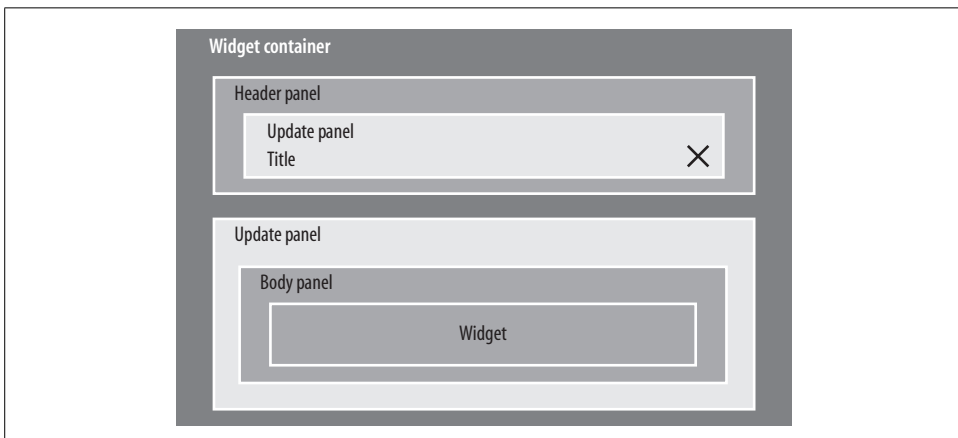 Widget container
Header panel
Update panel
Title
Update panel
Body panel
Widget